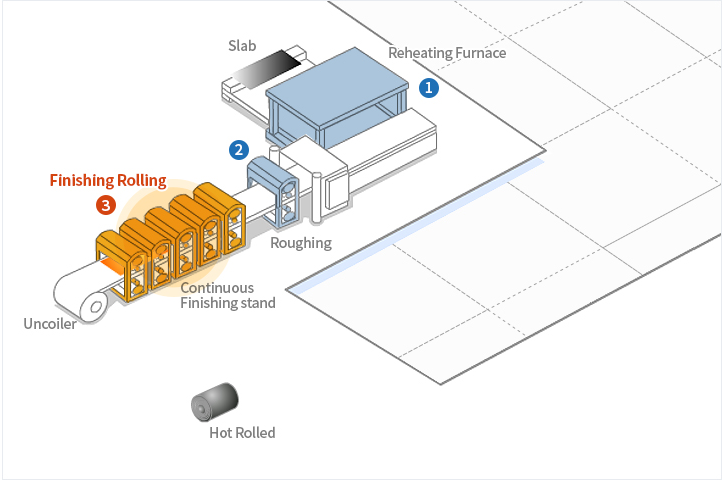 Slab
Reheating Furnace
1
2
Finishing Rolling
3
Roughing
Continuous
Finishing stand
Uncoiler
Hot Rolled